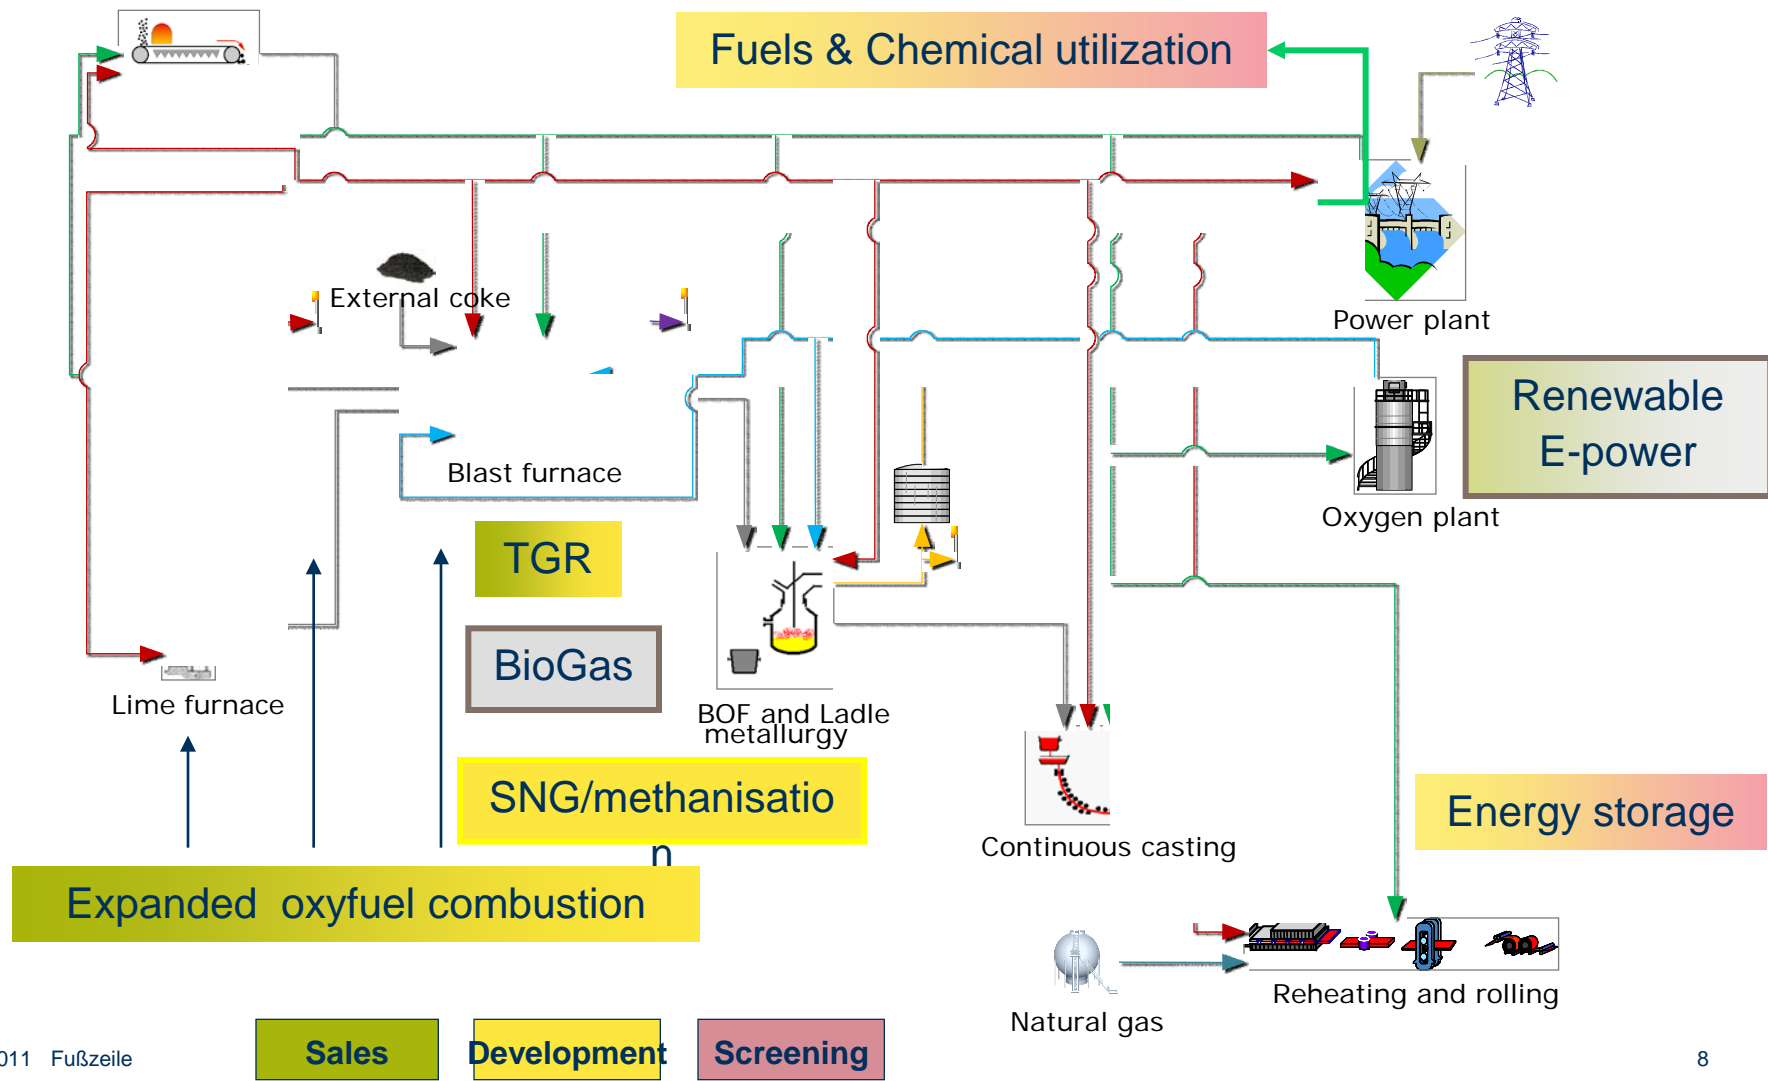 Fuels & Chemical utilization
External coke
Power plant
Renewable
E-power
Blast furnace
Oxygen plant
TGR
BioGas
Lime furnace
BOF and Ladle
metallurgy
SNG/methanisatio
n
Energy storage
Continuous casting
Expanded oxyfuel combustion
Reheating and rolling
Natural gas
Sales
Development
Screening
011 Fußzeile
8